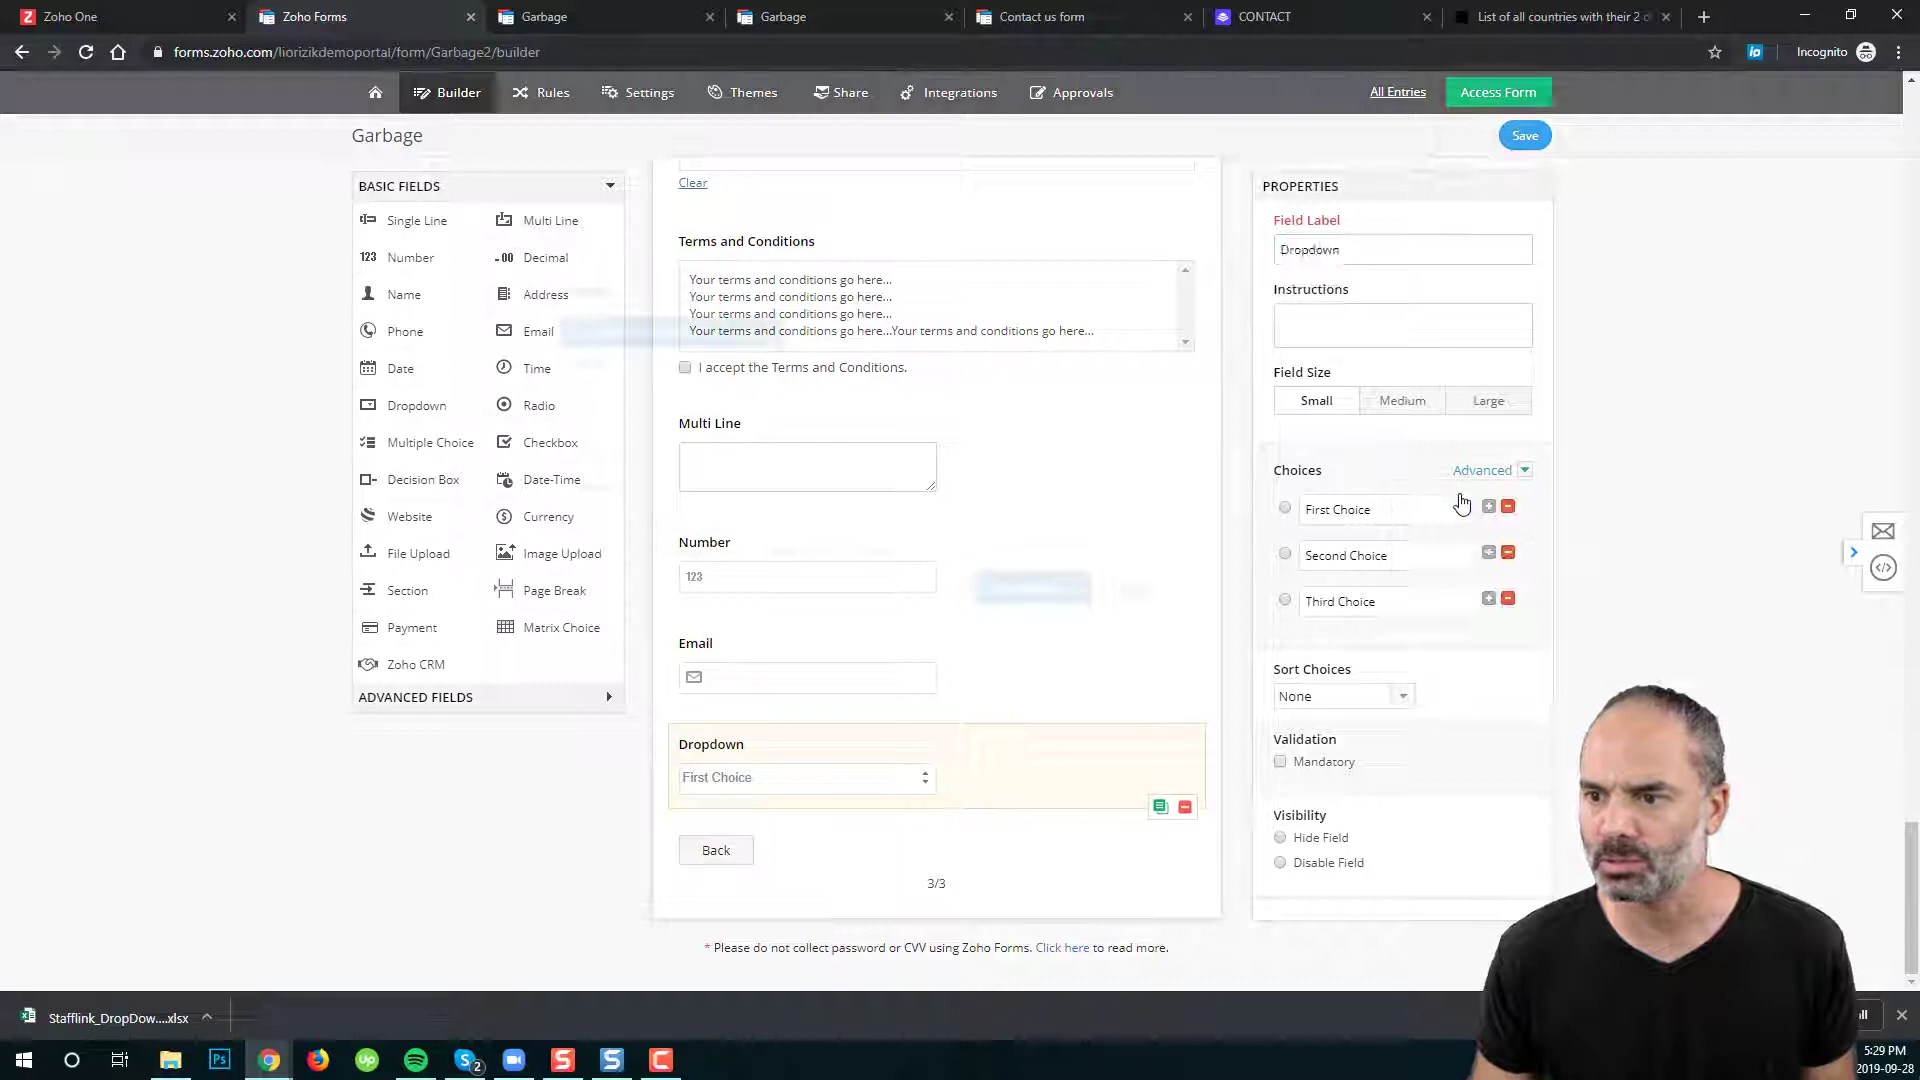 Zoho One
Zoho Forms
Garbage
Garbage
Contact us form
CONTACT
List of all countries with their 2
forms.zoho.com/liorizikdemoportal/form/Garbage2/builder
Incognito
Builder
Rules
Settings
Themes
Share
Integrations
Approvals
All Entries
Access Form
Garbage
Save
BASIC FIELDS
Single Line
Multi Line
123 Number
.00 Decimal
Name
Address
Phone
Email
Date
Time
Dropdown
Radio
Multiple Choice
Checkbox
Decision Box
Date-Time
Website
Currency
File Upload
Image Upload
Section
Page Break
Payment
Matrix Choice
Zoho CRM
ADVANCED FIELDS
Clear
Terms and Conditions
Your terms and conditions go here...
Your terms and conditions go here...
Your terms and conditions go here...
Your terms and conditions go here...Your terms and conditions go here...
I accept the Terms and Conditions.
Multi Line
Number
123
Email
Dropdown
First Choice
Back
3/3
* Please do not collect password or CVV using Zoho Forms. Click here to read more.
PROPERTIES
Field Label
Dropdown
Instructions
Field Size
Small
Medium
Large
Choices
Advanced
First Choice
Second Choice
Third Choice
Sort Choices
None
Validation
Mandatory
Visibility
Hide Field
Disable Field
Stafflink_DropDow....xlsx
Ps
Up
2
5:29 PM
2019-09-28